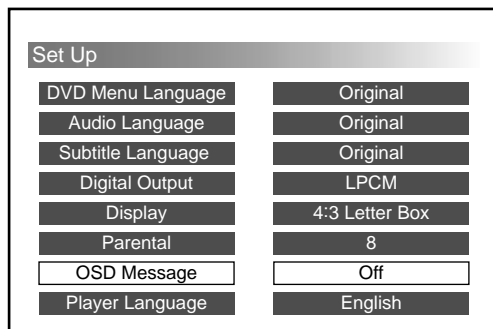 Set Up
DVD Menu Language Original
Audio Language Original
Subtitle Language Original
Digital Output LPCM
Display 4:3 Letter Box
Parental 8
OSD Message Off
Player Language English